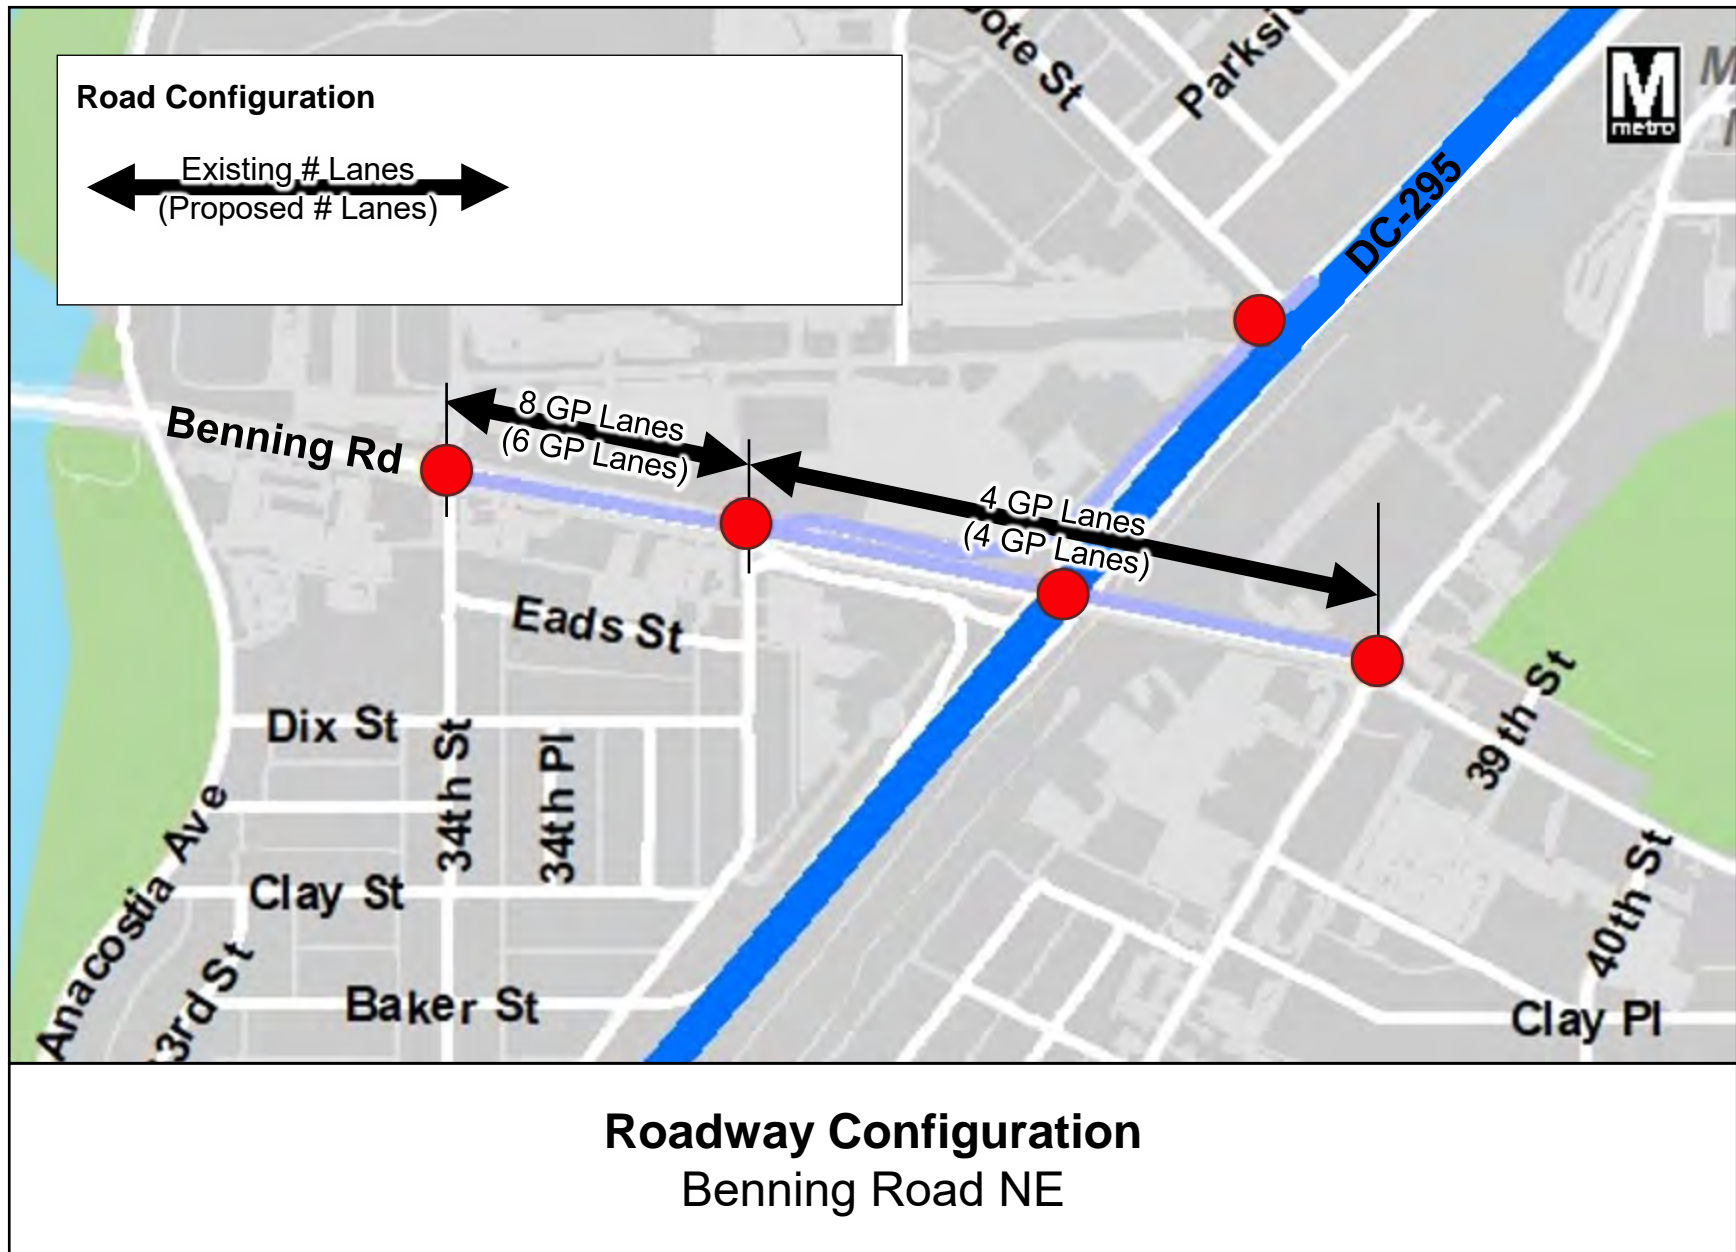 Road Configuration
Existing # Lanes
(Proposed # Lanes)
ote St
Parksi
M
metro
DC-295
Benning Rd
8 GP Lanes
(6 GP Lanes)
4 GP Lanes
(4 GP Lanes)
Eads St
Dix St
34th St
34th Pl
39th St
Anacostia Ave
Clay St
40th St
3rd St
Baker St
Clay Pl
Roadway Configuration
Benning Road NE